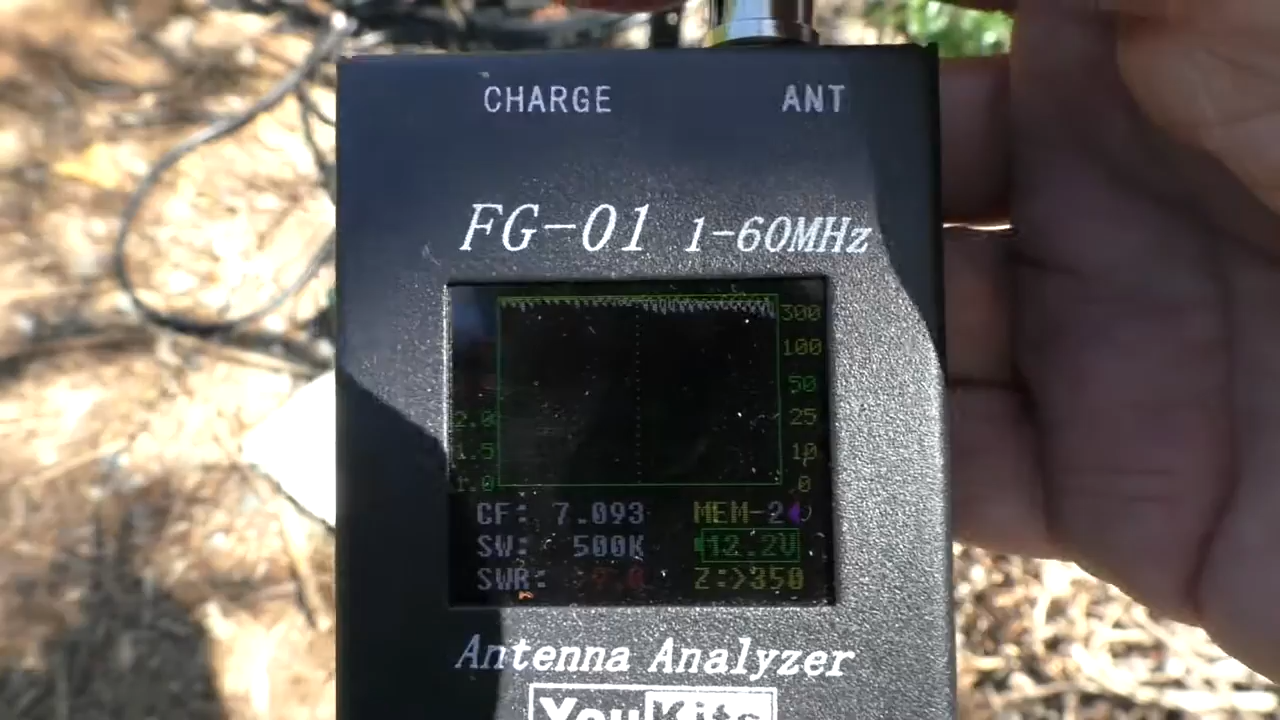 CHARGE ANT
FG-01 1-60MHz
300
100
50
2.0 25
1.5 10
1.0 0
CF: 7.093 MEM-2
SW: 500K 12.2V
SWR: Z:>350
Antenna Analyzer
YouKits